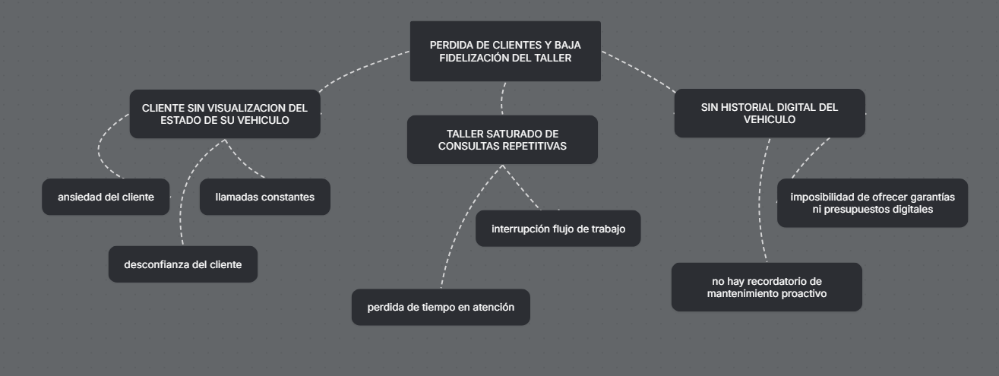 PERDIDA DE CLIENTES Y BAJA
FIDELIZACIÓN DEL TALLER
CLIENTE SIN VISUALIZACION DEL
ESTADO DE SU VEHICULO
TALLER SATURADO DE
CONSULTAS REPETITIVAS
SIN HISTORIAL DIGITAL DEL
VEHICULO
ansiedad del cliente
llamadas constantes
desconfianza del cliente
interrupción flujo de trabajo
perdida de tiempo en atención
imposibilidad de ofrecer garantías
ni presupuestos digitales
no hay recordatorio de
mantenimiento proactivo